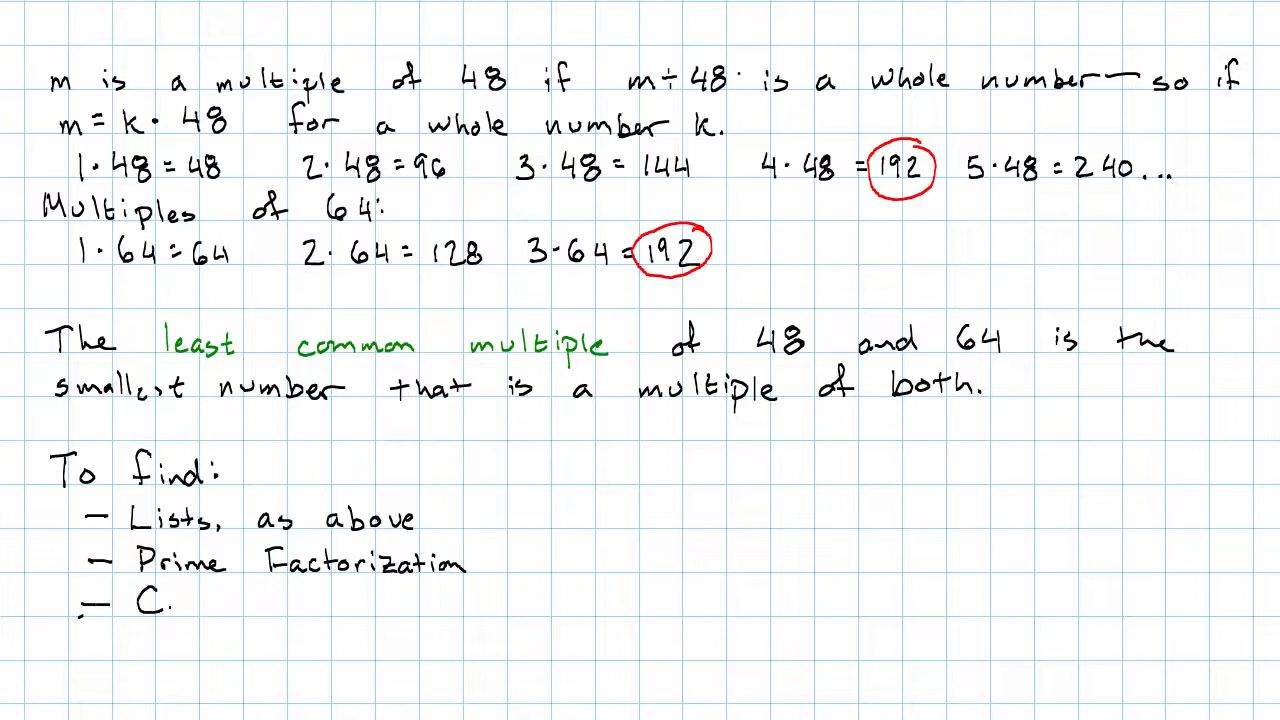 m is a multiple of 48 if m÷48 is a whole number— so if
m = k · 48 for a whole number k.
1 · 48 = 48 2 · 48 = 96 3 · 48 = 144 4 · 48 = 192 5 · 48 = 240...
Multiples of 64:
1 · 64 = 64 2 · 64 = 128 3 · 64 = 192
The least common multiple of 48 and 64 is the
smallest number that is a multiple of both.
To find:
— Lists, as above
— Prime Factorization
— C.